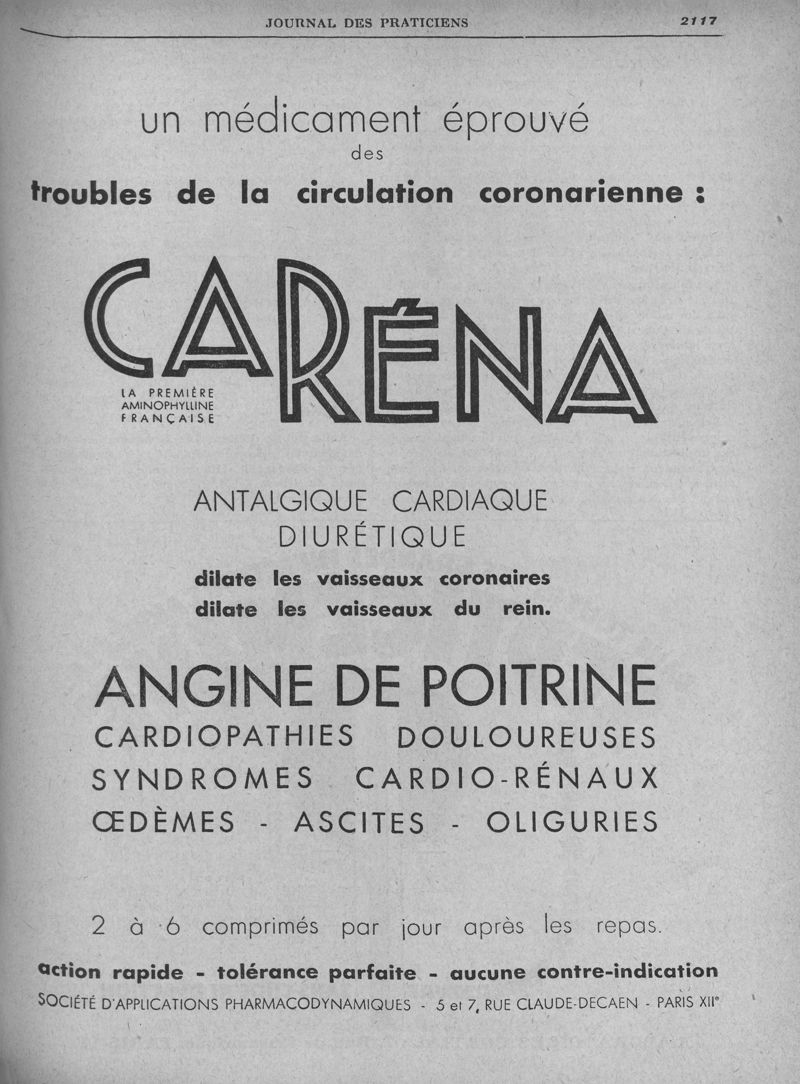 JOURNAL DES PRATICIENS 2117
un médicament éprouvé
des
troubles de la circulation coronarienne :
CARÉNA
LA PREMIÈRE
AMINOPHYLLINE
FRANÇAISE
ANTALGIQUE CARDIAQUE
DIURÉTIQUE
dilate les vaisseaux coronaires
dilate les vaisseaux du rein.
ANGINE DE POITRINE
CARDIOPATHIES DOULOUREUSES
SYNDROMES CARDIO-RÉNAUX
ŒDÈMES - ASCITES - OLIGURIES
2 à 6 comprimés par jour après les repas.
action rapide - tolérance parfaite - aucune contre-indication
SOCIÉTÉ D'APPLICATIONS PHARMACODYNAMIQUES - 5 et 7, RUE CLAUDE-DECAEN - PARIS XIIe